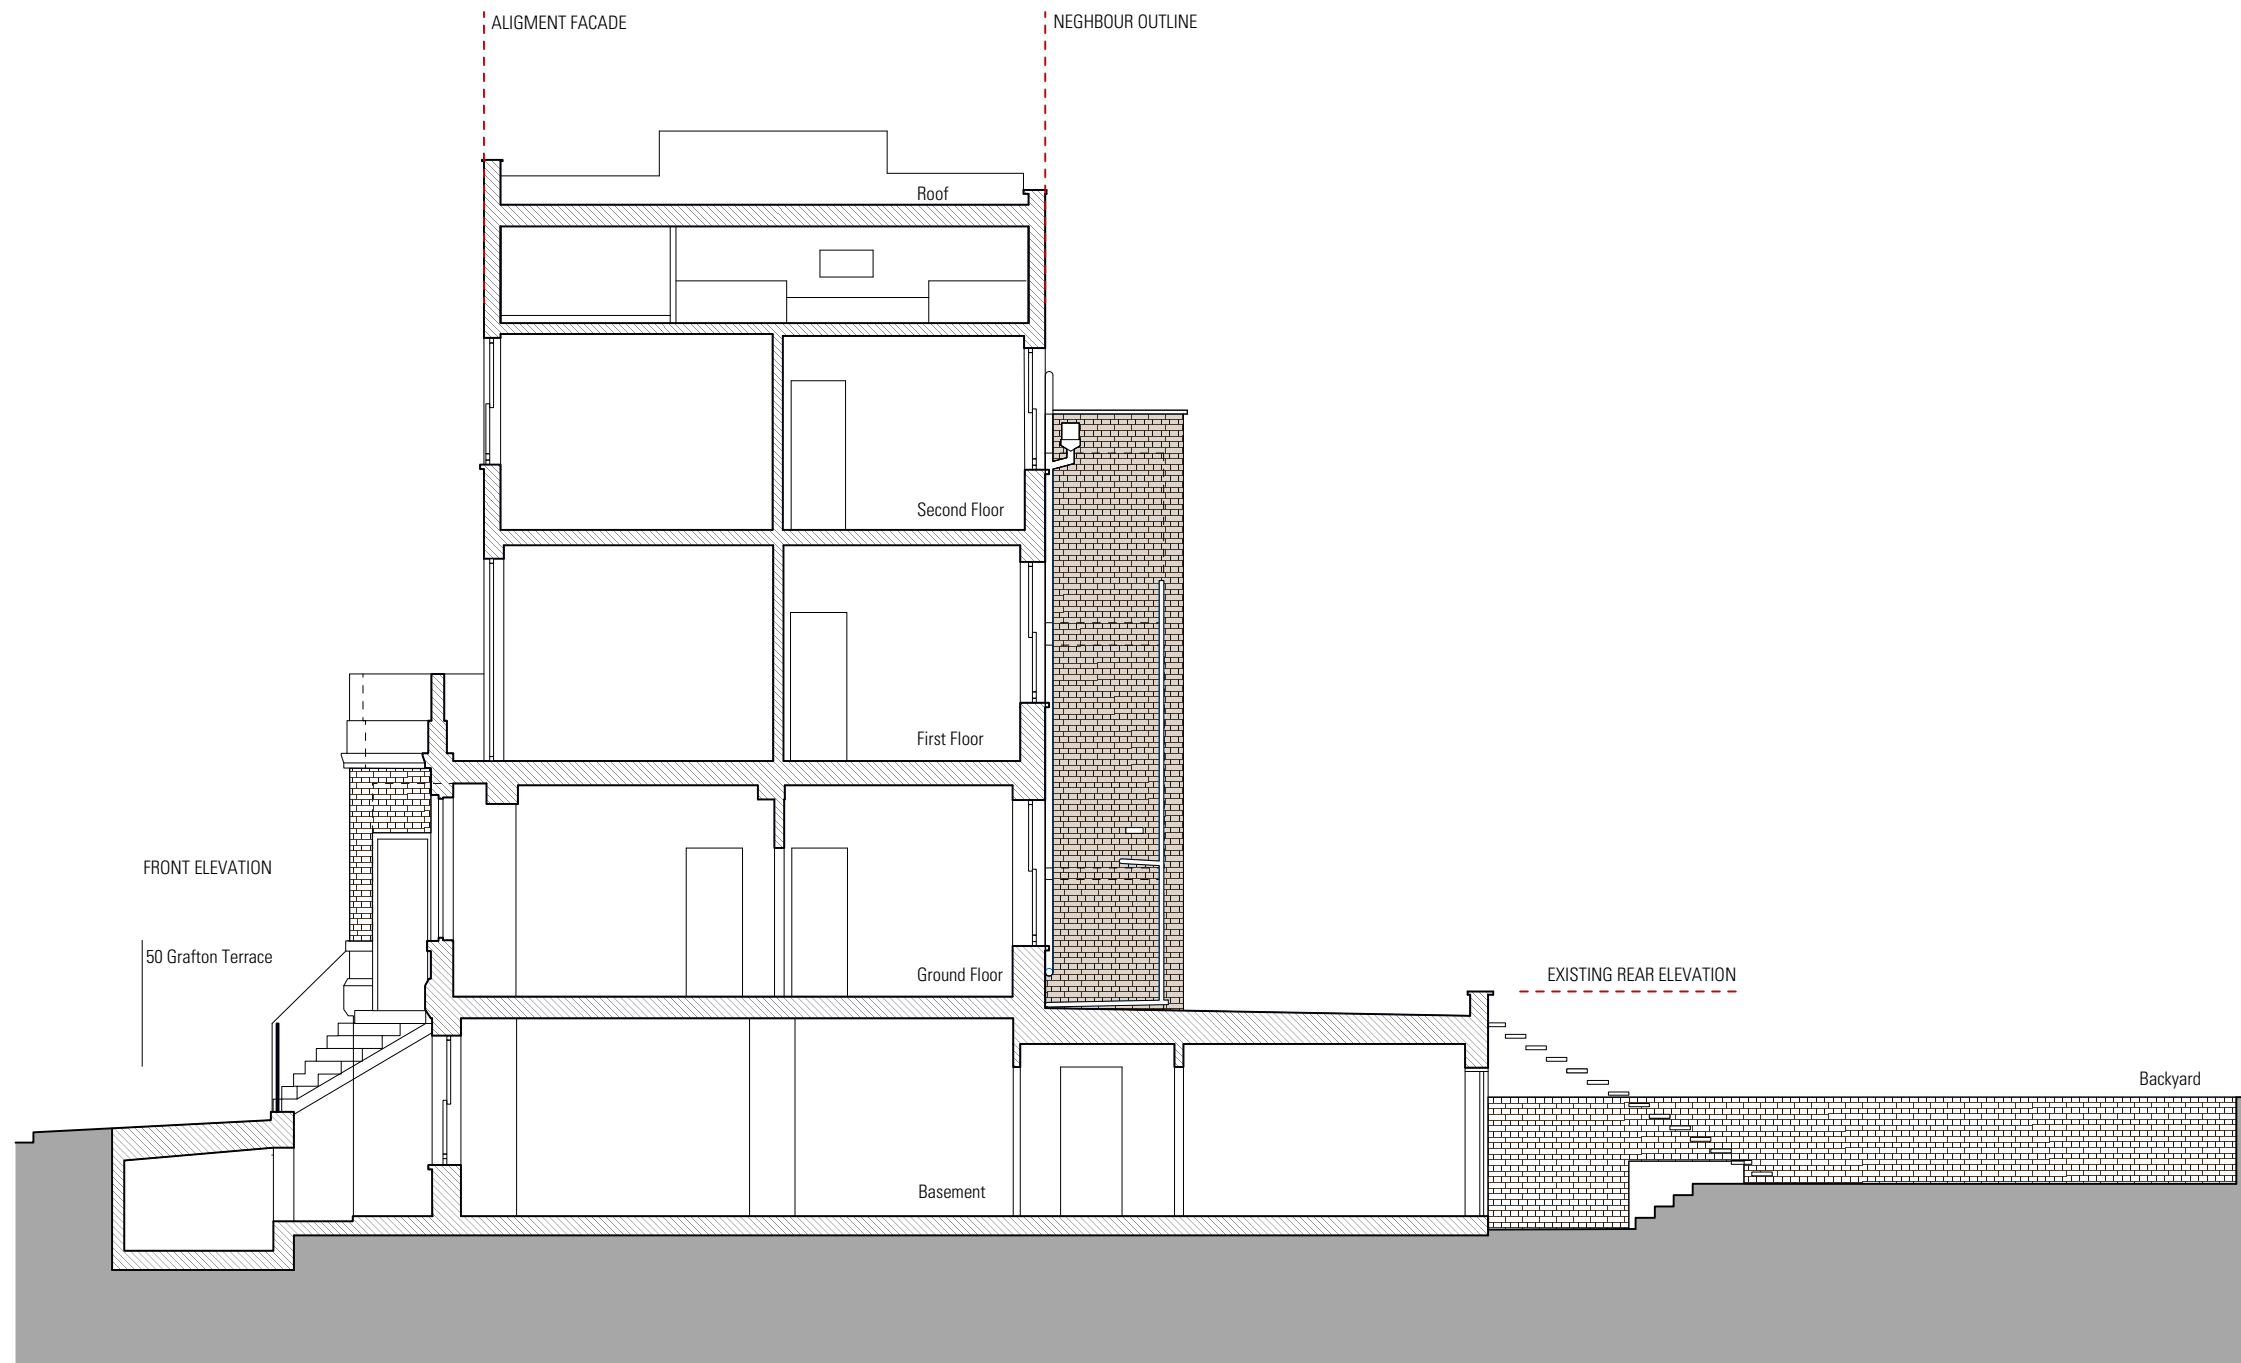 ALIGMENT FACADE
NEGHBOUR OUTLINE
Roof
Second Floor
First Floor
FRONT ELEVATION
50 Grafton Terrace
Ground Floor
EXISTING REAR ELEVATION
Backyard
Basement